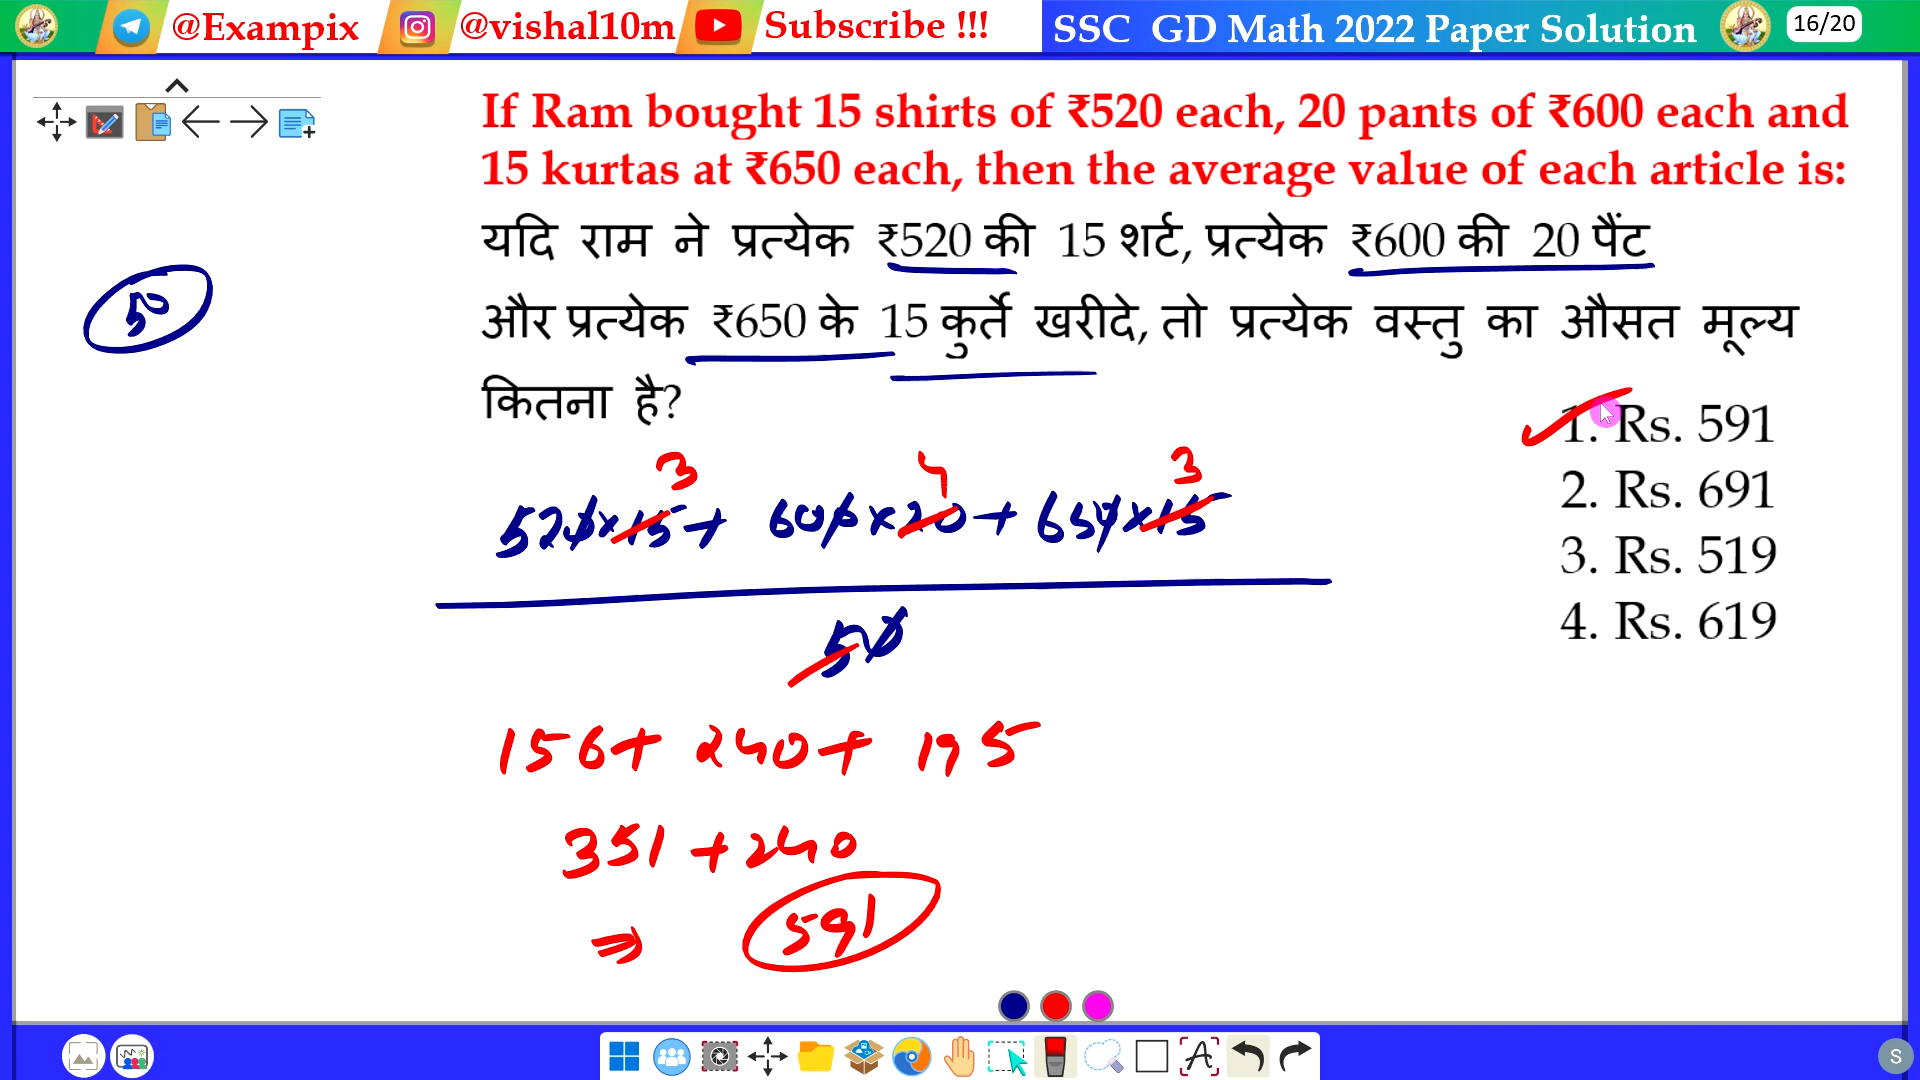 @Exampix @vishal10m Subscribe !!! SSC GD Math 2022 Paper Solution 16/20
If Ram bought 15 shirts of ₹520 each, 20 pants of ₹600 each and
15 kurtas at ₹650 each, then the average value of each article is:
यदि राम ने प्रत्येक ₹520 की 15 शर्ट, प्रत्येक ₹600 की 20 पैंट
और प्रत्येक ₹650 के 15 कुर्ते खरीदे, तो प्रत्येक वस्तु का औसत मूल्य
कितना है?
50
1. Rs. 591
2. Rs. 691
3. Rs. 519
4. Rs. 619
3 4 3
520×15+ 600×20+ 650×15
50
156+ 240+ 195
351 +240
⇒ 591
A
S